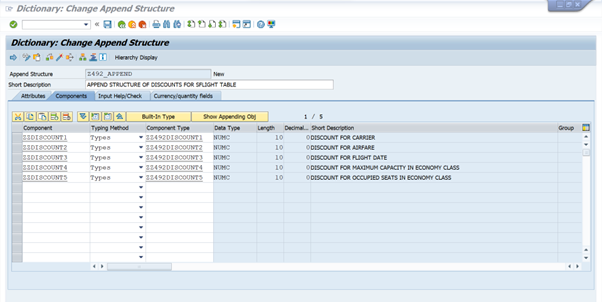 Dictionary: Change Append Structure
Dictionary: Change Append Structure
Hierarchy Display
Append Structure Z492_APPEND New
Short Description APPEND STRUCTURE OF DISCOUNTS FOR SFLIGHT TABLE
Attributes Components Input Help/Check Currency/quantity fields
Built-In Type Show Appending Obj 1 / 5
Component Typing Method Component Type Data Type Length Decimal... Short Description Group
ZZDISCOUNT1 Types ZZ492DISCOUNT1 NUMC 10 0 DISCOUNT FOR CARRIER
ZZDISCOUNT2 Types ZZ492DISCOUNT2 NUMC 10 0 DISCOUNT FOR AIRFARE
ZZDISCOUNT3 Types ZZ492DISCOUNT3 NUMC 10 0 DISCOUNT FOR FLIGHT DATE
ZZDISCOUNT4 Types ZZ492DISCOUNT4 NUMC 10 0 DISCOUNT FOR MAXIMUM CAPACITY IN ECONOMY CLASS
ZZDISCOUNT5 Types ZZ492DISCOUNT5 NUMC 10 0 DISCOUNT FOR OCCUPIED SEATS IN ECONOMY CLASS